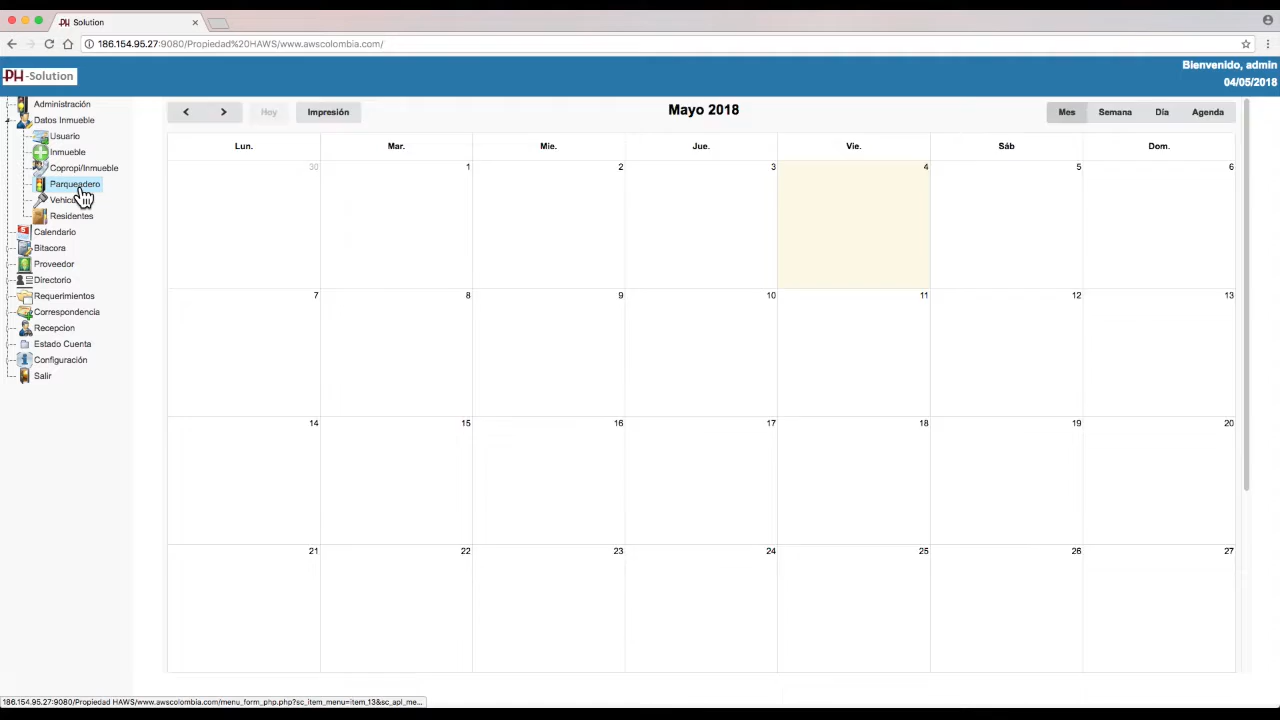 PH Solution
186.154.95.27:9080/Propiedad%20HAWS/www.awscolombia.com/
PH-Solution
Bienvenido, admin
04/05/2018
Administración
Datos Inmueble
Usuario
Inmueble
Copropi/Inmueble
Parqueadero
Residentes
Calendario
Bitacora
Proveedor
Directorio
Requerimientos
Correspondencia
Recepcion
Estado Cuenta
Configuración
Salir
Hoy
Impresión
Mayo 2018
Mes Semana Día Agenda
Lun. Mar. Mie. Jue. Vie. Sáb Dom.
30 1 2 3 4 5 6
7 8 9 10 11 12 13
14 15 16 17 18 19 20
21 22 23 24 25 26 27
186.154.95.27:9080/Propiedad HAWS/www.awscolombia.com/menu_form_php.php?sc_item_menu=item_13&sc_apl_me...